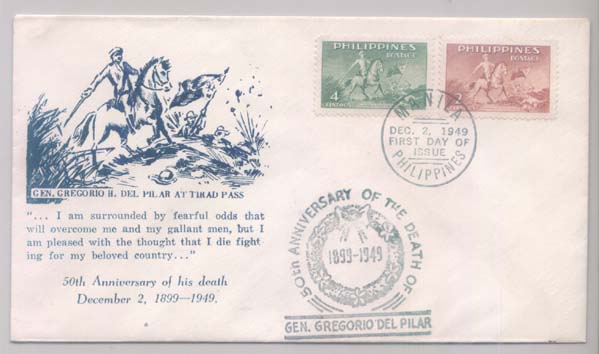 GEN. GREGORIO H. DEL PILAR AT TIRAD PASS
"... I am surrounded by fearful odds that
will overcome me and my gallant men, but I
am pleased with the thought that I die fight
ing for my beloved country..."
50th Anniversary of his death
December 2, 1899—1949.
PHILIPPINES
POSTAGE
4
CENTAVOS
PHILIPPINES
POSTAGE
2
MANILA
DEC. 2, 1949
FIRST DAY OF
ISSUE
PHILIPPINES
50th ANNIVERSARY OF THE DEATH OF
1899-1949
GEN. GREGORIO DEL PILAR